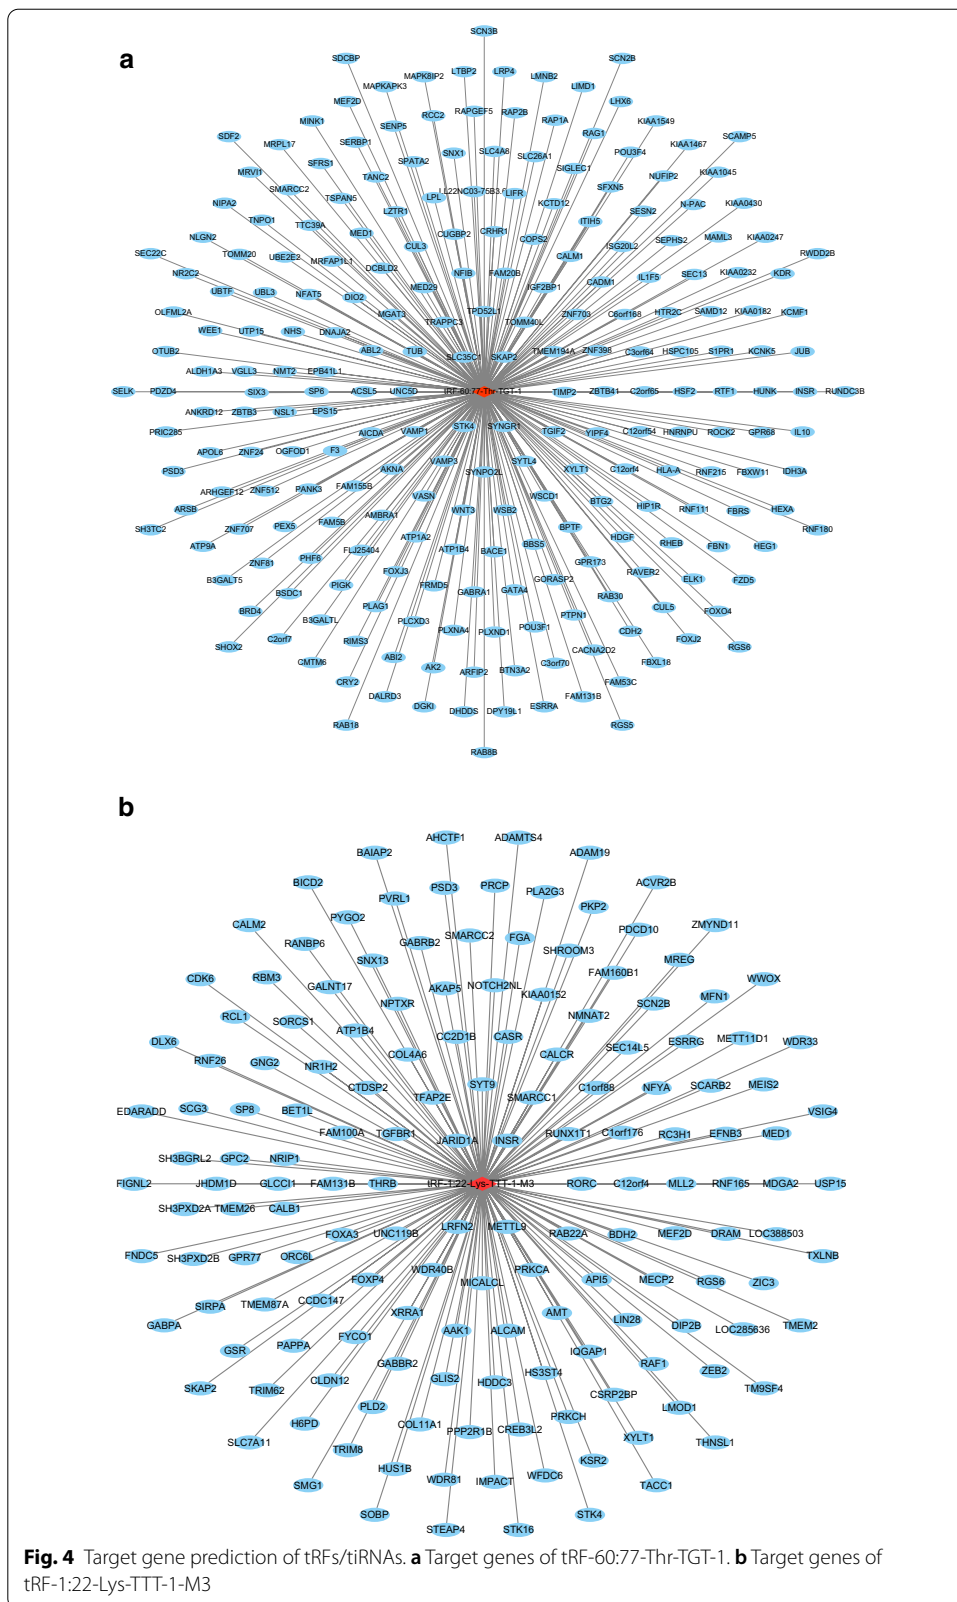 a
SCN3B
SDCBP
SCN2B
MAPK8IP2
LTBP2
LRP4
LMNB2
MAPKAPK3
LIMD1
MEF2D
LHX6
RCC2
RAPGEF5
RAP2B
RAP1A
MINK1
SENP5
RAG1
KIAA1549
SDF2
MRPL17
SERBP1
SNX1
SLC4A8
SLC26A1
POU3F4
KIAA1467
SCAMP5
SFRS1
SPATA2
SIGLEC1
MRVI1
TANC2
NUFIP2
KIAA1045
SMARCC2
TSPAN5
LPL
LIFR
KCTD12
SFXN5
NIPA2
LZTR1
SESN2
N-PAC
KIAA0430
TNPO1
TTC39A
MED1
CUGBP2
CRHR1
COPS2
ITIH5
NLGN2
CUL3
ISG20L2
SEPHS2
MAML3
KIAA0247
SEC22C
TOMM20
UBE2E2
MRFAP1L1
DCBLD2
NFIB
FAM20B
CALM1
RWDD2B
NR2C2
IL1F5
SEC13
KIAA0232
KDR
UBTF
UBL3
NFAT5
DIO2
MED29
IGF2BP1
CADM1
OLFML2A
MGAT3
TRAPPC3
TPD52L1
TOMM40L
ZNF703
C6orf168
HTR2C
SAMD12
KIAA0182
KCMF1
WEE1
UTP15
NHS
DNAJA2
OTUB2
ABL2
TUB
SLC35C1
SKAP2
TMEM194A
ZNF398
C3orf64
HSPC105
S1PR1
KCNK5
JUB
ALDH1A3
VGLL3
NMT2
EPB41L1
SELK
PDZD4
SIX3
SP6
ACSL5
UNC5D
tRF-60:77-Thr-TGT-1
TIMP2
ZBTB41
C2orf65
HSF2
RTF1
HUNK
INSR
RUNDC3B
ANKRD12
ZBTB3
NSL1
EPS15
PRIC285
AICDA
VAMP1
STK4
SYNGR1
TGIF2
YIPF4
C12orf54
HNRNPU
ROCK2
GPR68
IL10
APOL6
ZNF24
OGFOD1
F3
PSD3
AKNA
VAMP3
SYNPO2L
SYTL4
XYLT1
C12orf4
HLA-A
RNF215
FBXW11
IDH3A
ARHGEF12
ZNF512
PANK3
FAM155B
ARSB
VASN
WNT3
WSB2
WSCD1
BTG2
HIP1R
RNF111
FBRS
HEXA
SH3TC2
ZNF707
PEX5
FAM5B
AMBRA1
BPTF
RNF180
ATP9A
FLJ25404
ATP1A2
ATP1B4
BACE1
BBS5
HDGF
RHEB
FBN1
HEG1
ZNF81
PHF6
FOXJ3
GPR173
RAVER2
B3GALT5
PIGK
FRMD5
GABRA1
GATA4
GORASP2
ELK1
FZD5
BSDC1
RAB30
BRD4
B3GALTL
PLAG1
PLCXD3
PTPN1
CUL5
FOXO4
SHOX2
C2orf7
RIMS3
PLXNA4
PLXND1
POU3F1
CDH2
FOXJ2
RGS6
CMTM6
ABI2
AK2
ARFIP2
BTN3A2
C3orf70
CACNA2D2
FBXL18
CRY2
FAM53C
DALRD3
DGKI
DHDDS
DPY19L1
ESRRA
FAM131B
RAB18
RGS5
RAB8B
b
AHCTF1
ADAMTS4
BAIAP2
ADAM19
BICD2
PSD3
PRCP
PLA2G3
ACVR2B
PVRL1
PKP2
CALM2
PYGO2
SMARCC2
FGA
PDCD10
ZMYND11
RANBP6
GABRB2
SHROOM3
SNX13
MREG
CDK6
RBM3
GALNT17
AKAP5
NOTCH2NL
KIAA0152
FAM160B1
WWOX
NPTXR
SCN2B
MFN1
RCL1
SORCS1
ATP1B4
CC2D1B
CASR
NMNAT2
DLX6
COL4A6
CALCR
SEC14L5
ESRRG
METT11D1
WDR33
RNF26
GNG2
NR1H2
CTDSP2
TFAP2E
SYT9
SMARCC1
C1orf88
NFYA
SCARB2
MEIS2
EDARADD
SCG3
SP8
BET1L
VSIG4
FAM100A
TGFBR1
JARID1A
INSR
RUNX1T1
C1orf176
RC3H1
EFNB3
MED1
SH3BGRL2
GPC2
NRIP1
FIGNL2
JHDM1D
GLCCI1
FAM131B
THRB
tRF-1:22-Lys-TTT-1-M3
RORC
C12orf4
MLL2
RNF165
MDGA2
USP15
SH3PXD2A
TMEM26
CALB1
FOXA3
UNC119B
LRFN2
METTL9
RAB22A
BDH2
MEF2D
DRAM
LOC388503
FNDC5
SH3PXD2B
GPR77
ORC6L
TXLNB
WDR40B
MICALCL
PRKCA
API5
MECP2
RGS6
ZIC3
FOXP4
GABPA
SIRPA
TMEM87A
CCDC147
XRRA1
AMT
LIN28
DIP2B
LOC285636
TMEM2
GSR
PAPPA
FYCO1
AAK1
ALCAM
IQGAP1
RAF1
ZEB2
GABBR2
SKAP2
TRIM62
CLDN12
GLIS2
HDDC3
HS3ST4
CSRP2BP
TM9SF4
PLD2
LMOD1
SLC7A11
H6PD
COL11A1
PPP2R1B
CREB3L2
PRKCH
XYLT1
THNSL1
TRIM8
SMG1
HUS1B
WDR81
IMPACT
WFDC6
KSR2
TACC1
SOBP
STEAP4
STK16
STK4
Fig. 4 Target gene prediction of tRFs/tiRNAs. a Target genes of tRF-60:77-Thr-TGT-1. b Target genes of
tRF-1:22-Lys-TTT-1-M3